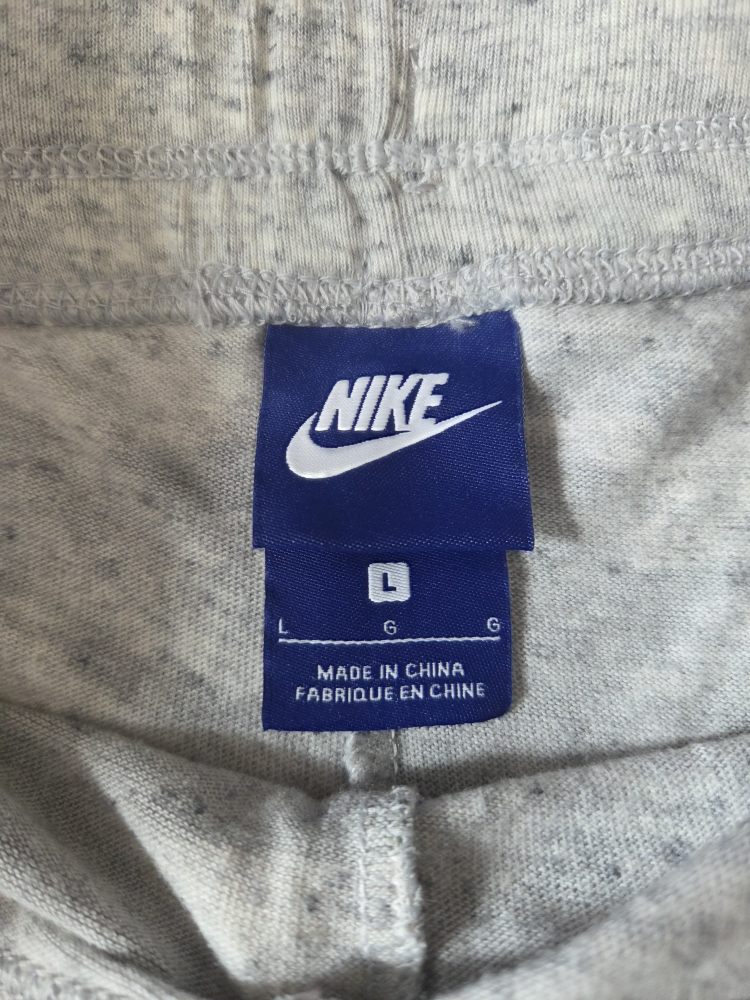 NIKE
L
L G G
MADE IN CHINA
FABRIQUE EN CHINE